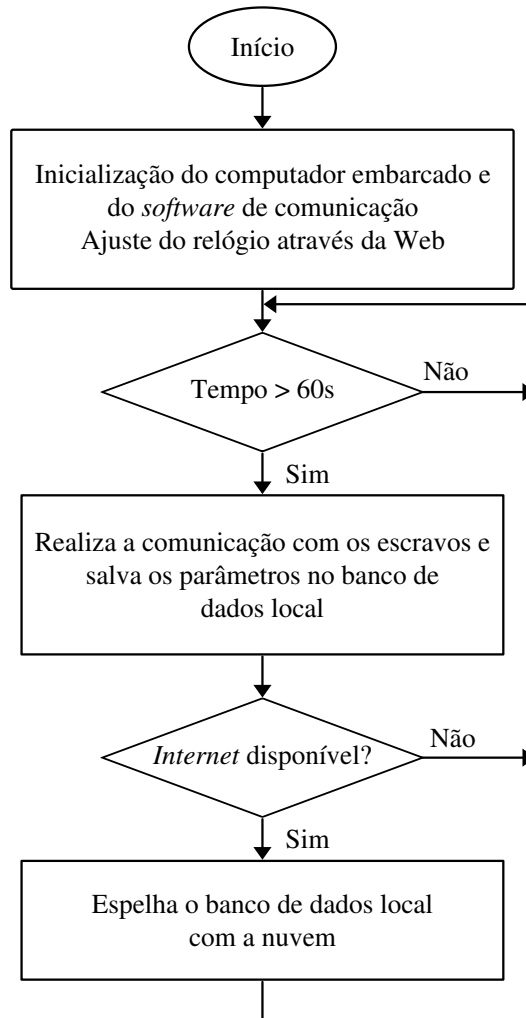 Início
Inicialização do computador embarcado e
do software de comunicação
Ajuste do relógio através da Web
Tempo > 60s
Não
Sim
Realiza a comunicação com os escravos e
salva os parâmetros no banco de
dados local
Internet disponível?
Não
Sim
Espelha o banco de dados local
com a nuvem